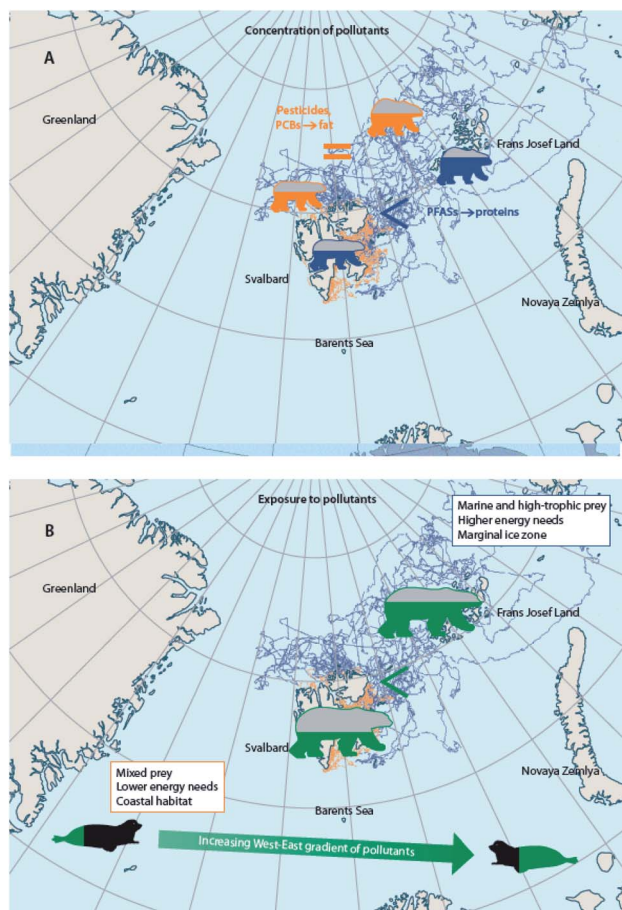 Concentration of pollutants
A
Pesticides,
PCBs → fat
Greenland
Frans Josef Land
PFASs → proteins
Svalbard
Novaya Zemlya
Barents Sea
Exposure to pollutants
B
Marine and high-trophic prey
Higher energy needs
Marginal ice zone
Greenland
Frans Josef Land
Svalbard
Mixed prey
Lower energy needs
Coastal habitat
Novaya Zemlya
Barents Sea
Increasing West-East gradient of pollutants